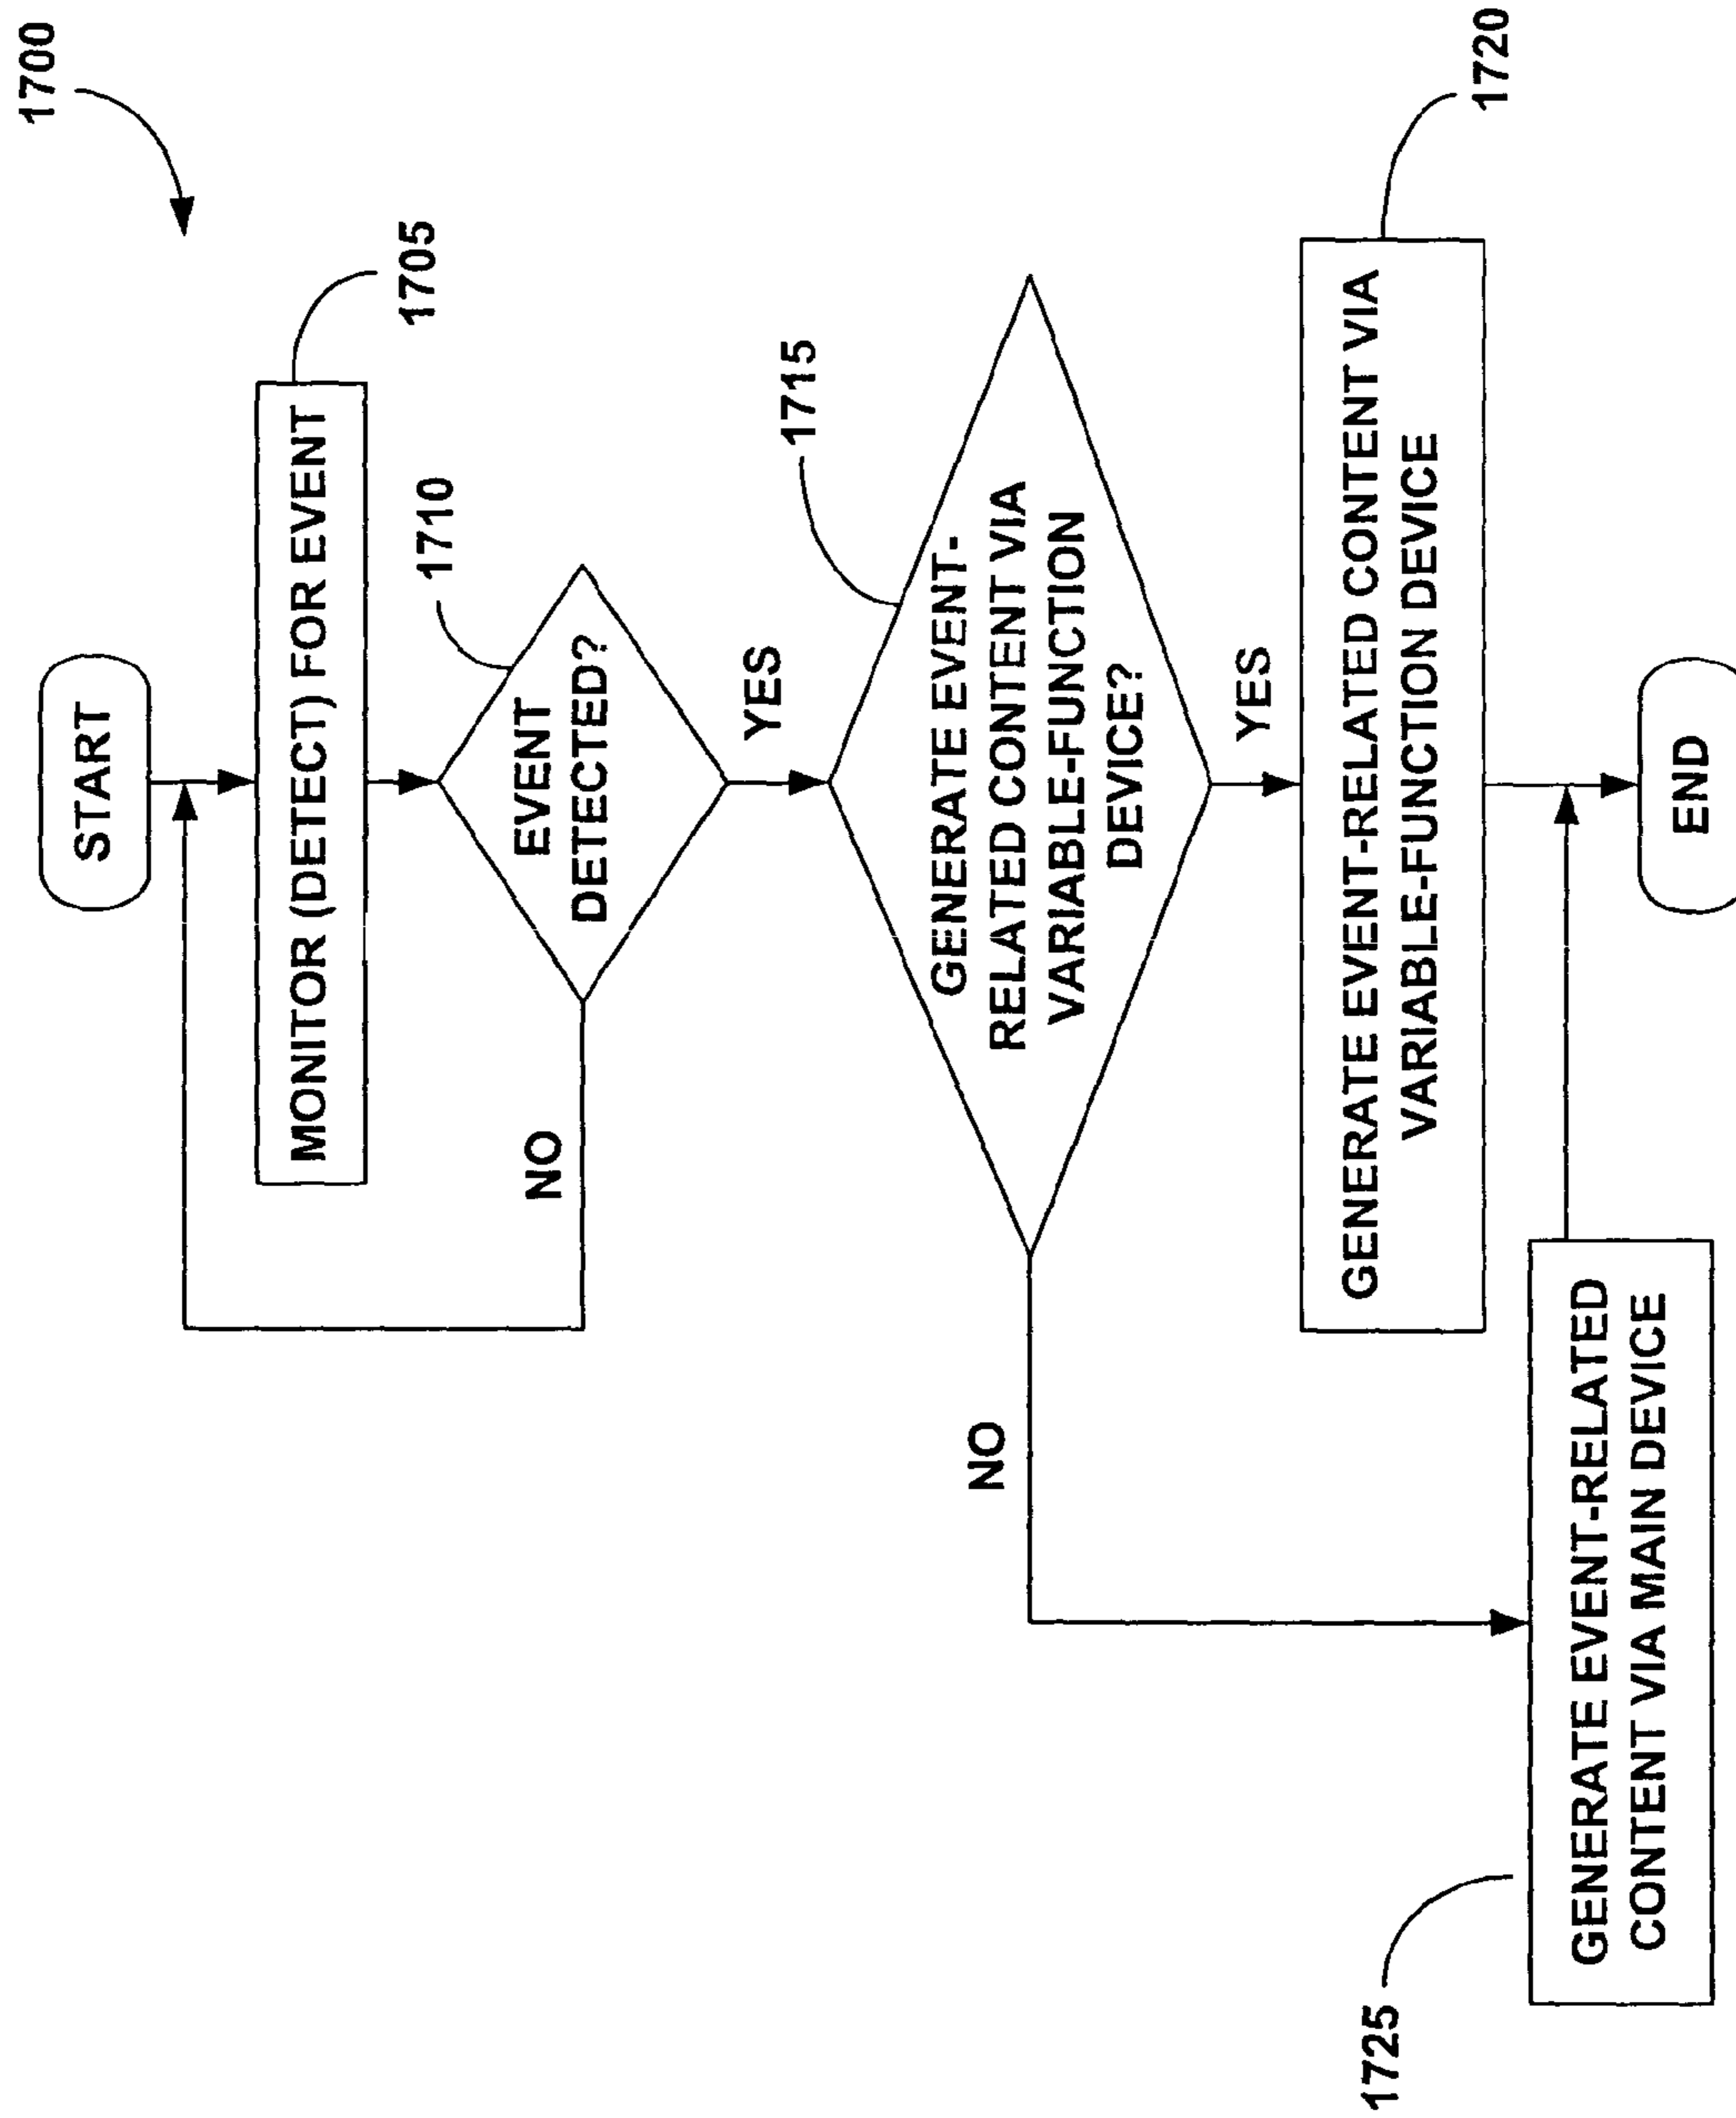 1700
START
MONITOR (DETECT) FOR EVENT
1705
EVENT
DETECTED?
1710
NO
YES
GENERATE EVENT-
RELATED CONTENT VIA
VARIABLE-FUNCTION
DEVICE?
1715
NO
YES
GENERATE EVENT-RELATED CONTENT VIA
VARIABLE-FUNCTION DEVICE
1720
1725
GENERATE EVENT-RELATED
CONTENT VIA MAIN DEVICE
END